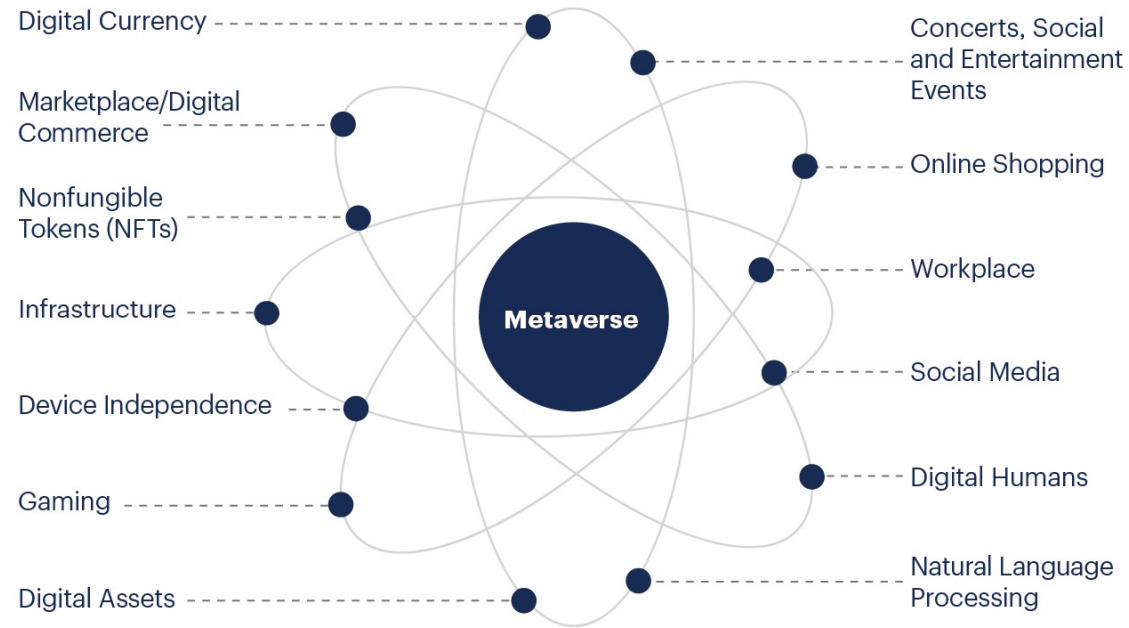 Digital Currency
Marketplace/Digital
Commerce
Nonfungible
Tokens (NFTs)
Infrastructure
Device Independence
Gaming
Digital Assets
Metaverse
Concerts, Social
and Entertainment
Events
Online Shopping
Workplace
Social Media
Digital Humans
Natural Language
Processing